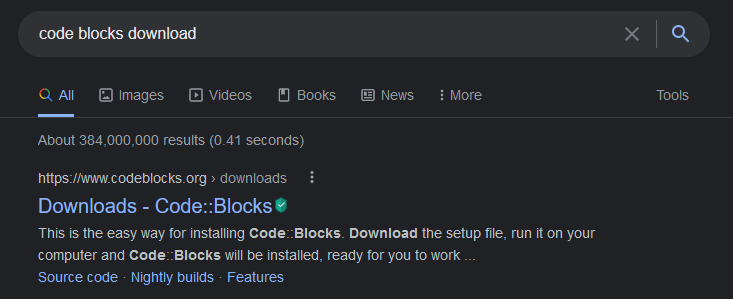 code blocks download
All Images Videos Books News More Tools
About 384,000,000 results (0.41 seconds)
https://www.codeblocks.org › downloads
Downloads - Code::Blocks
This is the easy way for installing Code::Blocks. Download the setup file, run it on your
computer and Code::Blocks will be installed, ready for you to work ...
Source code · Nightly builds · Features